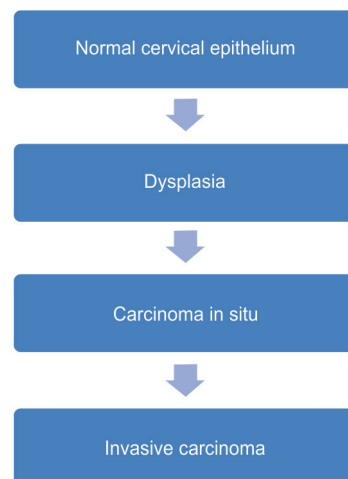 Normal cervical epithelium
Dysplasia
Carcinoma in situ
Invasive carcinoma